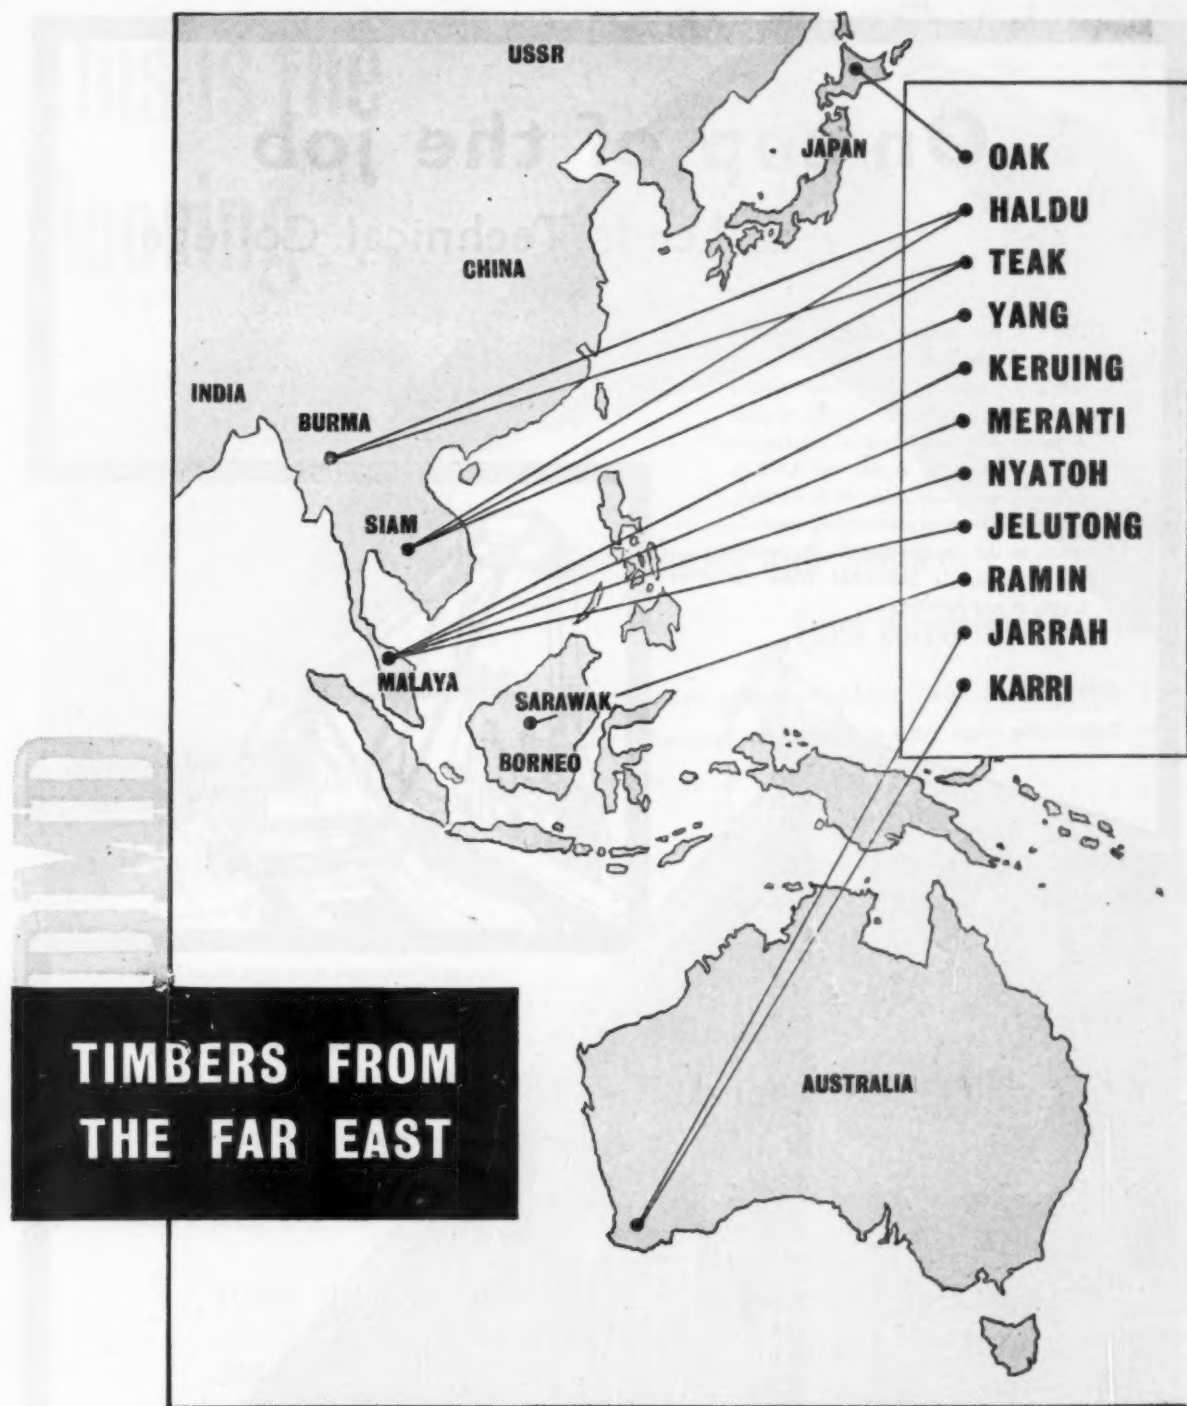 USSR
JAPAN
CHINA
INDIA
BURMA
SIAM
MALAYA
SARAWAK
BORNEO
AUSTRALIA
OAK
HALDU
TEAK
YANG
KERUING
MERANTI
NYATOH
JELUTONG
RAMIN
JARRAH
KARRI
TIMBERS FROM
THE FAR EAST